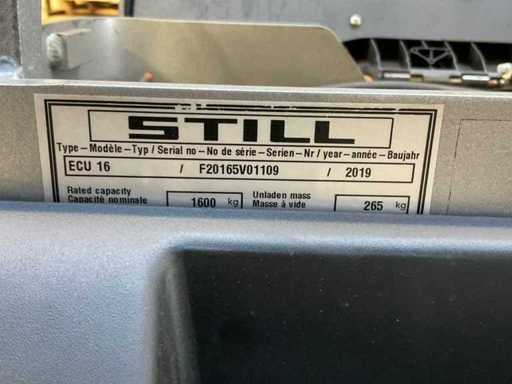 STILL
Type – Modèle – Typ / Serial no – No de série – Serien – Nr / year – année – Baujahr
ECU 16 / F20165V01109 / 2019
Rated capacity Unladen mass
Capacité nominale 1600 kg Masse à vide 265 kg